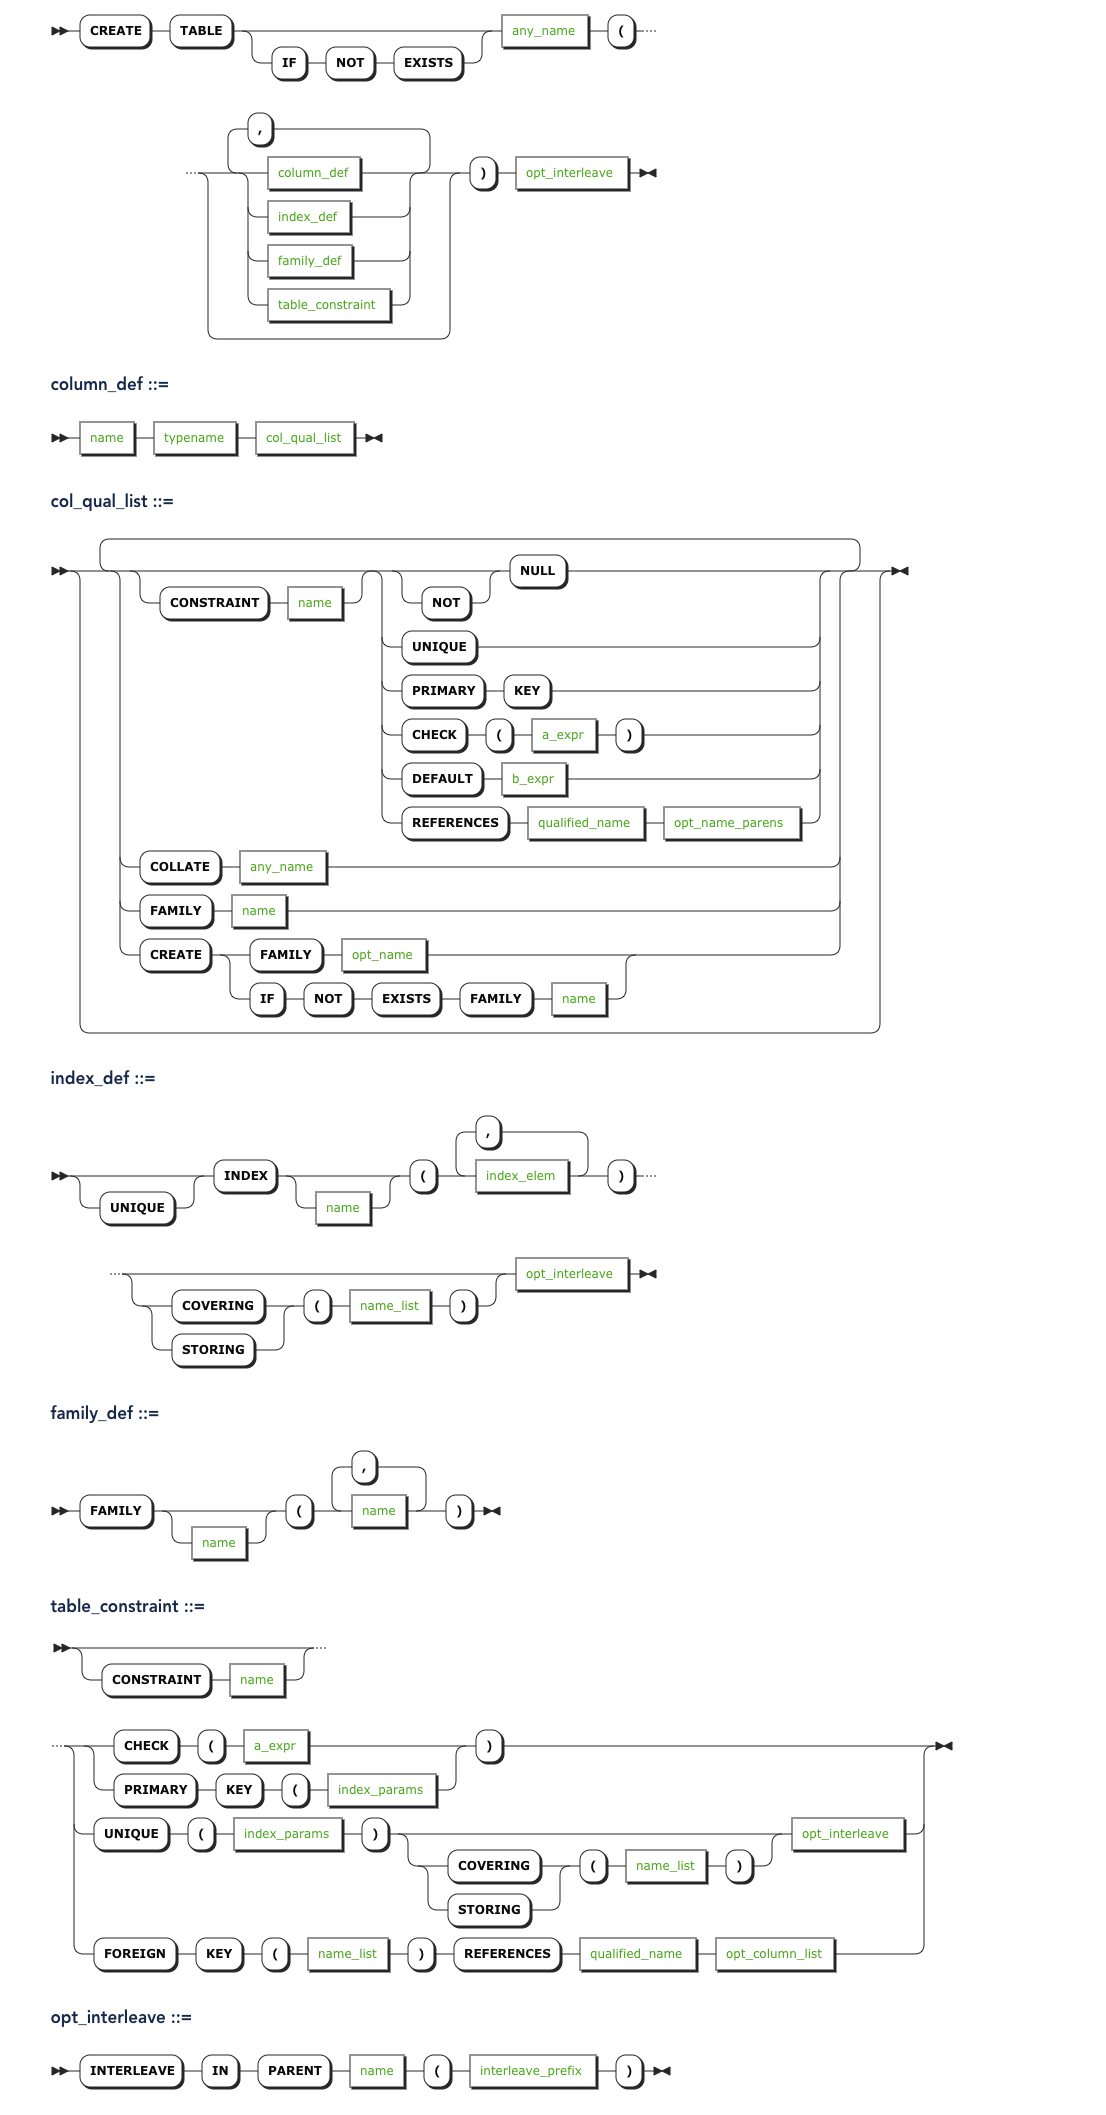 CREATE TABLE any_name (
IF NOT EXISTS
,
column_def ) opt_interleave
index_def
family_def
table_constraint
column_def ::=
name typename col_qual_list
col_qual_list ::=
NULL
CONSTRAINT name NOT
UNIQUE
PRIMARY KEY
CHECK ( a_expr )
DEFAULT b_expr
REFERENCES qualified_name opt_name_parens
COLLATE any_name
FAMILY name
CREATE FAMILY opt_name
IF NOT EXISTS FAMILY name
index_def ::=
,
INDEX ( index_elem )
UNIQUE name
opt_interleave
COVERING ( name_list )
STORING
family_def ::=
,
FAMILY ( name )
name
table_constraint ::=
CONSTRAINT name
CHECK ( a_expr )
PRIMARY KEY ( index_params
UNIQUE ( index_params ) opt_interleave
COVERING ( name_list )
STORING
FOREIGN KEY ( name_list ) REFERENCES qualified_name opt_column_list
opt_interleave ::=
INTERLEAVE IN PARENT name ( interleave_prefix )